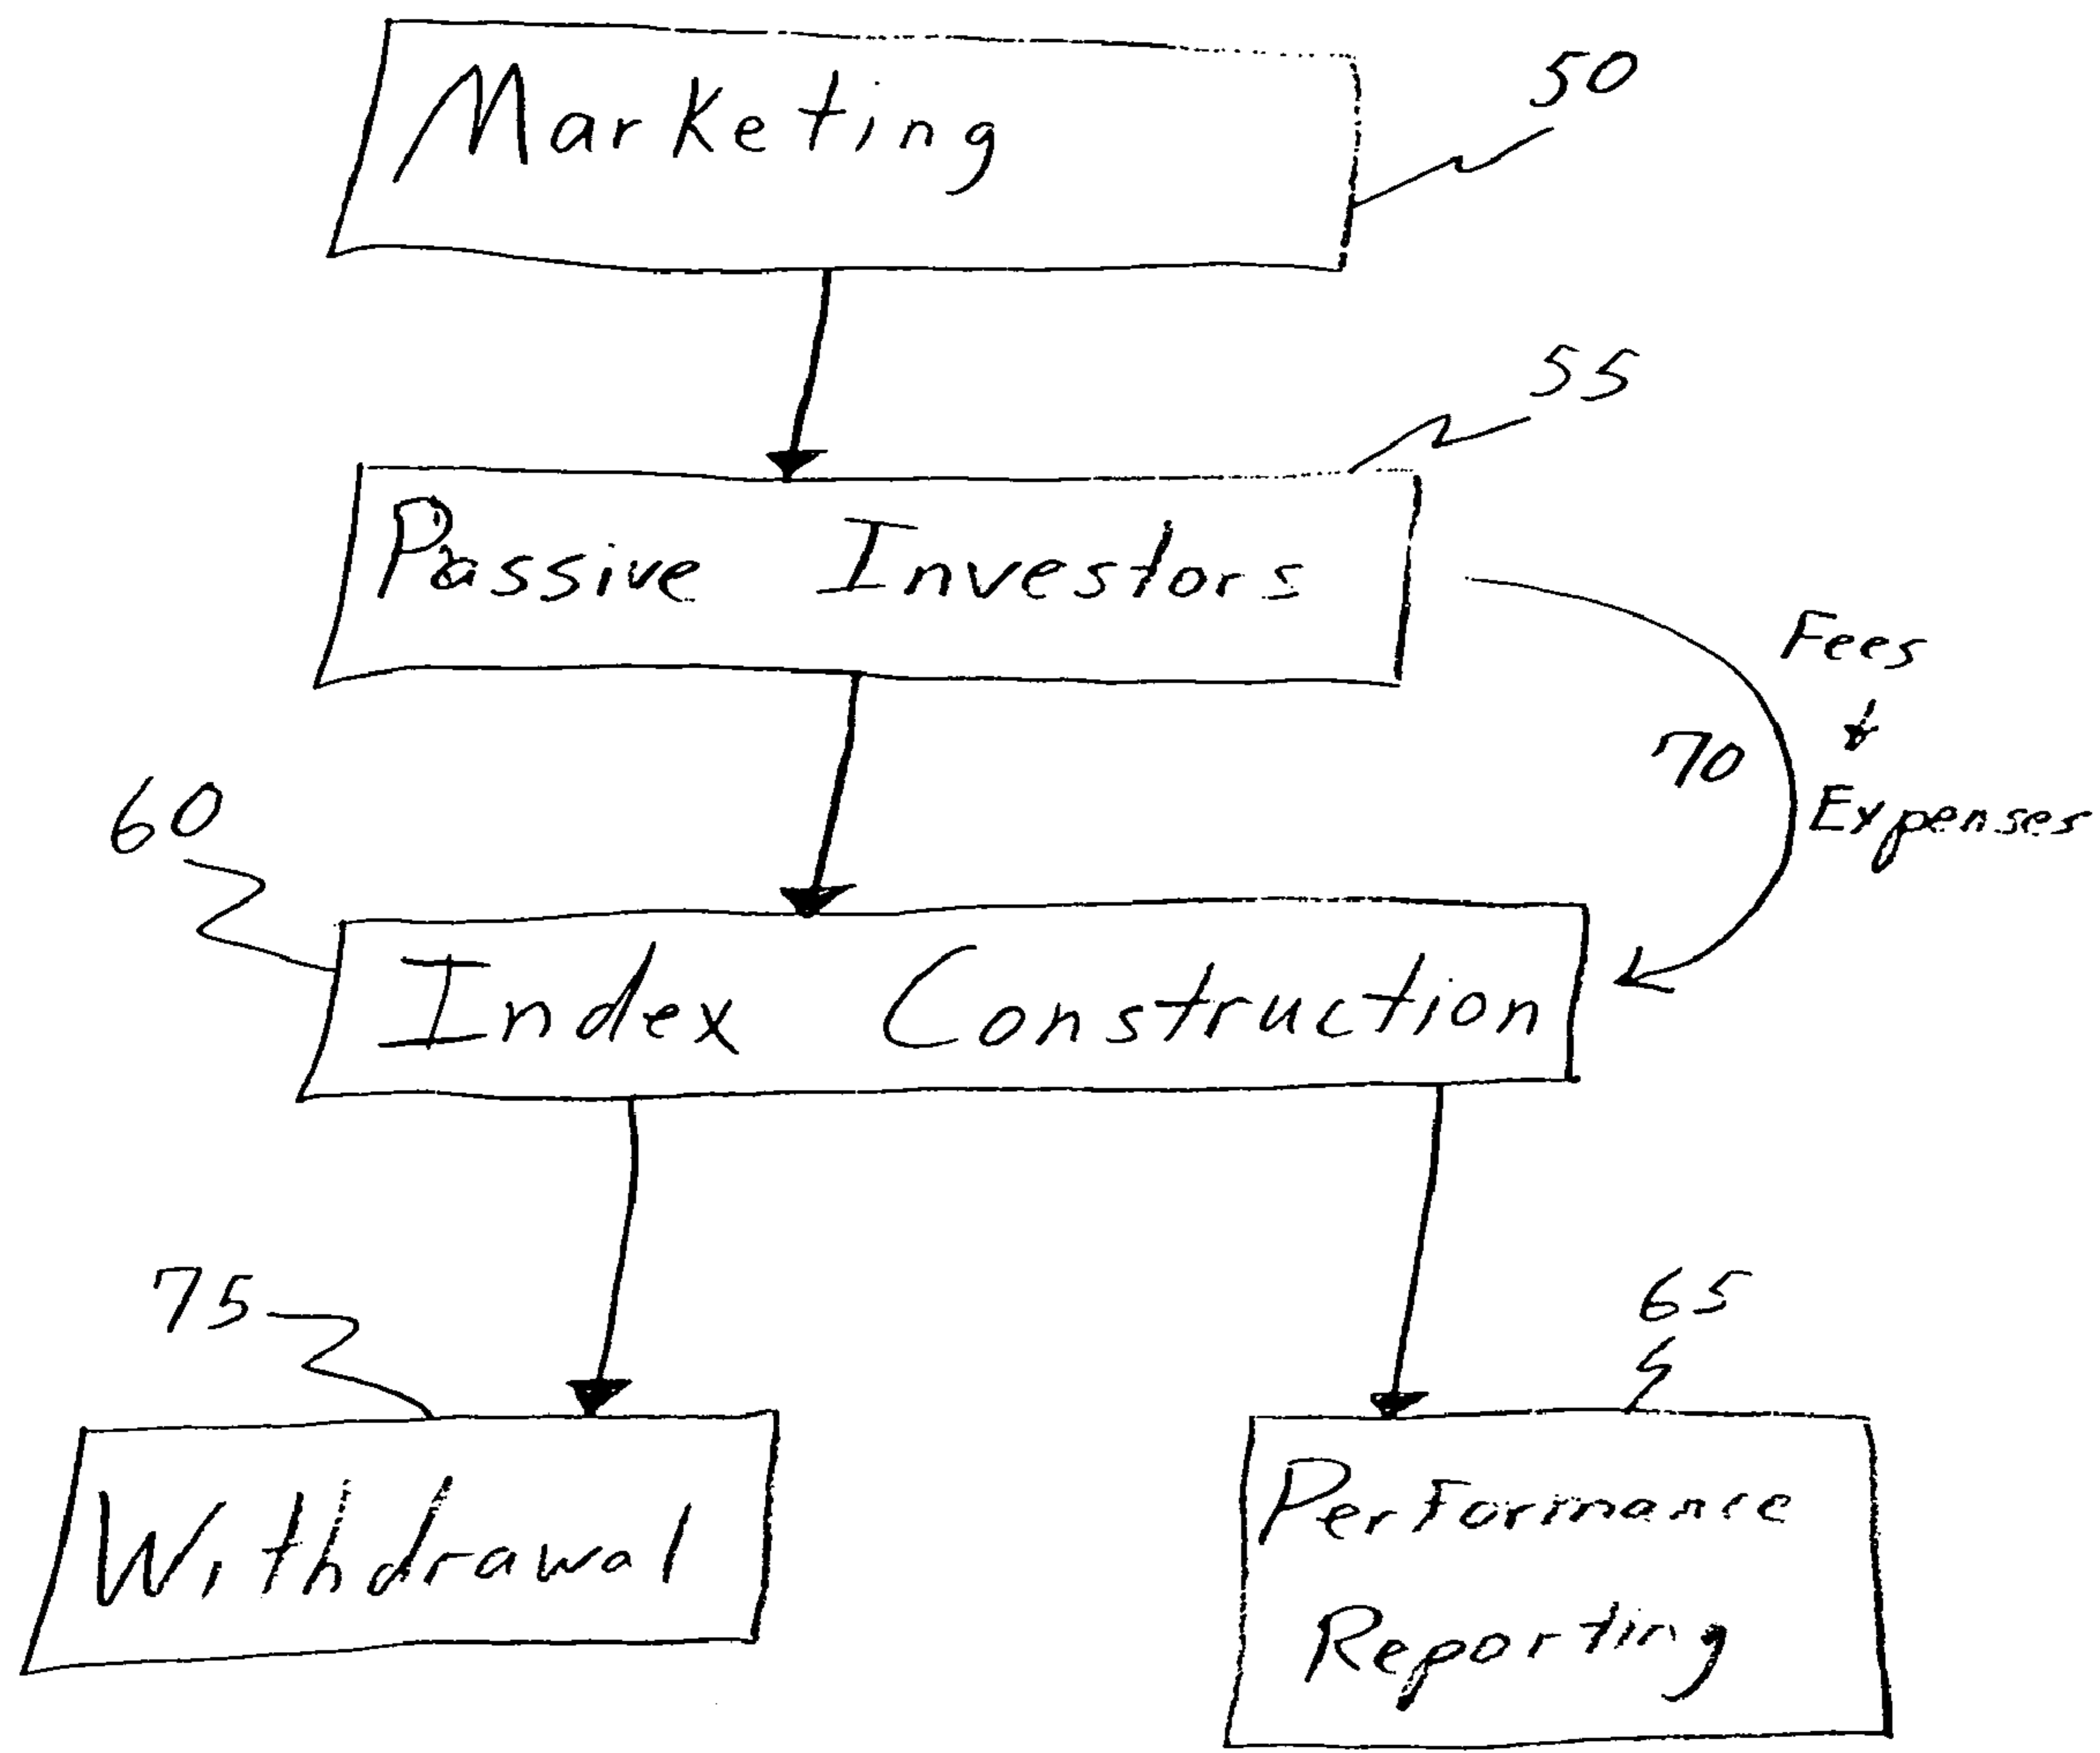 Marketing
50
55
Passive Investors
Fees
+
Expenses
70
60
Index Construction
75
65
Withdrawal
Performance
Reporting